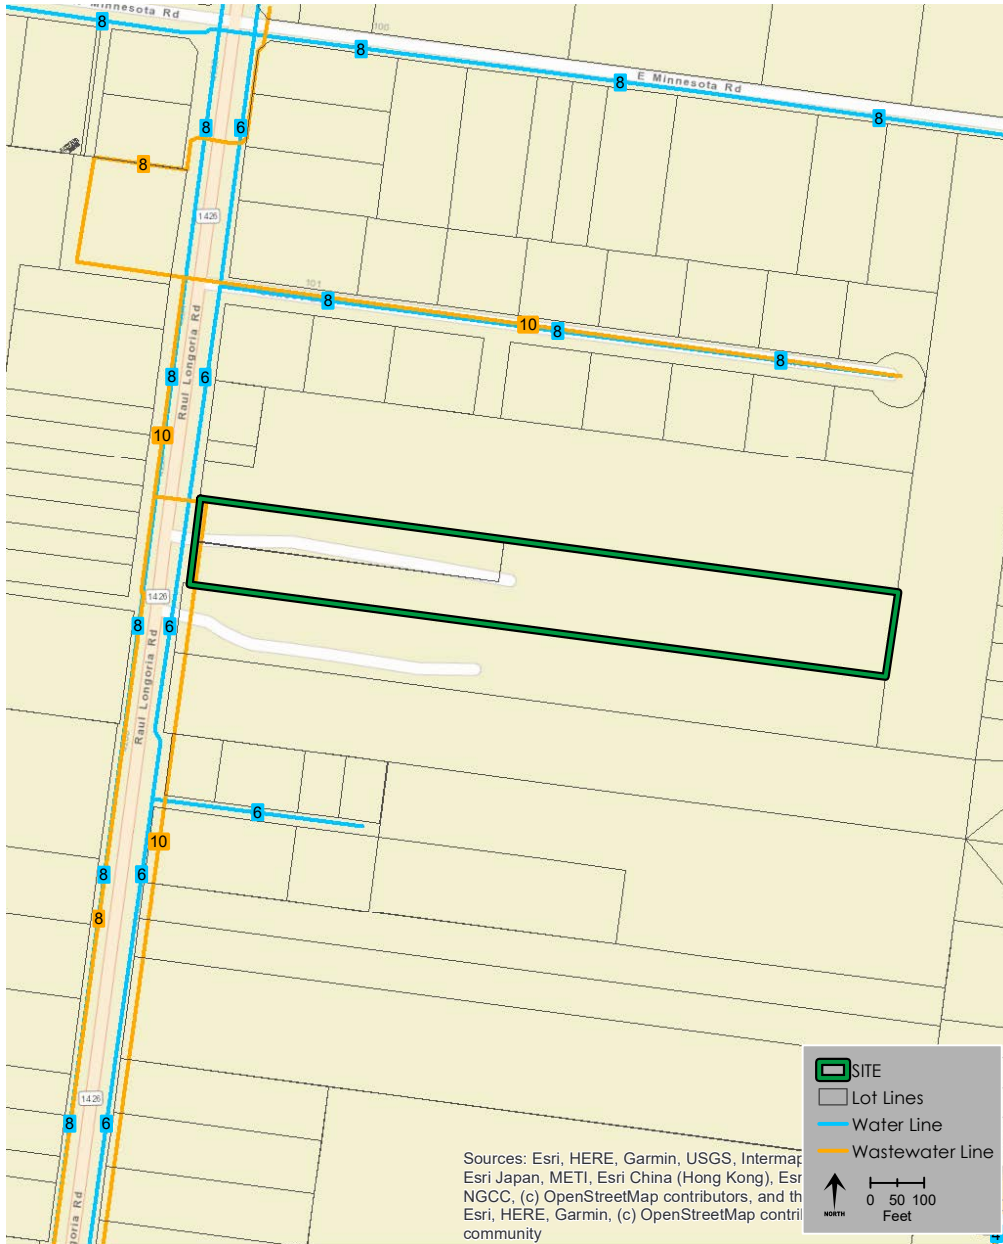 Minnesota Rd
100
8
8
E Minnesota Rd
8
8
8
6
8
1426
101
8
10
8
8
Raul Longoria Rd
8
6
10
1426
8
6
Raul Longoria Rd
6
10
8
6
8
1426
8
6
SITE
Lot Lines
Water Line
Wastewater Line
NORTH
0 50 100
Feet
Sources: Esri, HERE, Garmin, USGS, Intermap
Esri Japan, METI, Esri China (Hong Kong), Esr
NGCC, (c) OpenStreetMap contributors, and th
Esri, HERE, Garmin, (c) OpenStreetMap contri
community
goria Rd